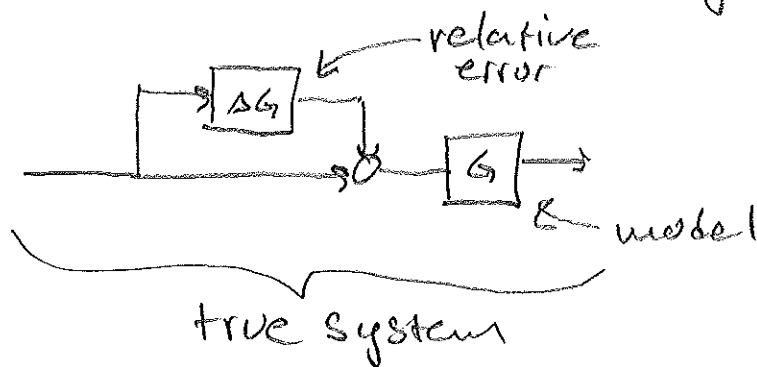 relative
error
ΔG
G
model
true system